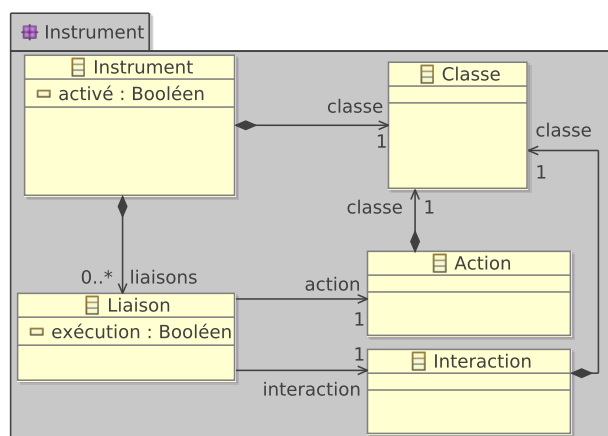 Instrument
Instrument
activé : Booléen
Classe
classe
1
classe
1
classe 1
0..* liaisons
Liaison
exécution : Booléen
action
1
Action
1
interaction
Interaction